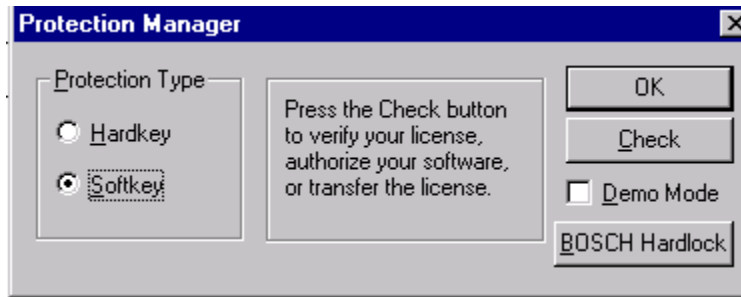 Protection Manager
Protection Type
Hardkey
Softkey
Press the Check button
to verify your license,
authorize your software,
or transfer the license.
OK
Check
Demo Mode
BOSCH Hardlock